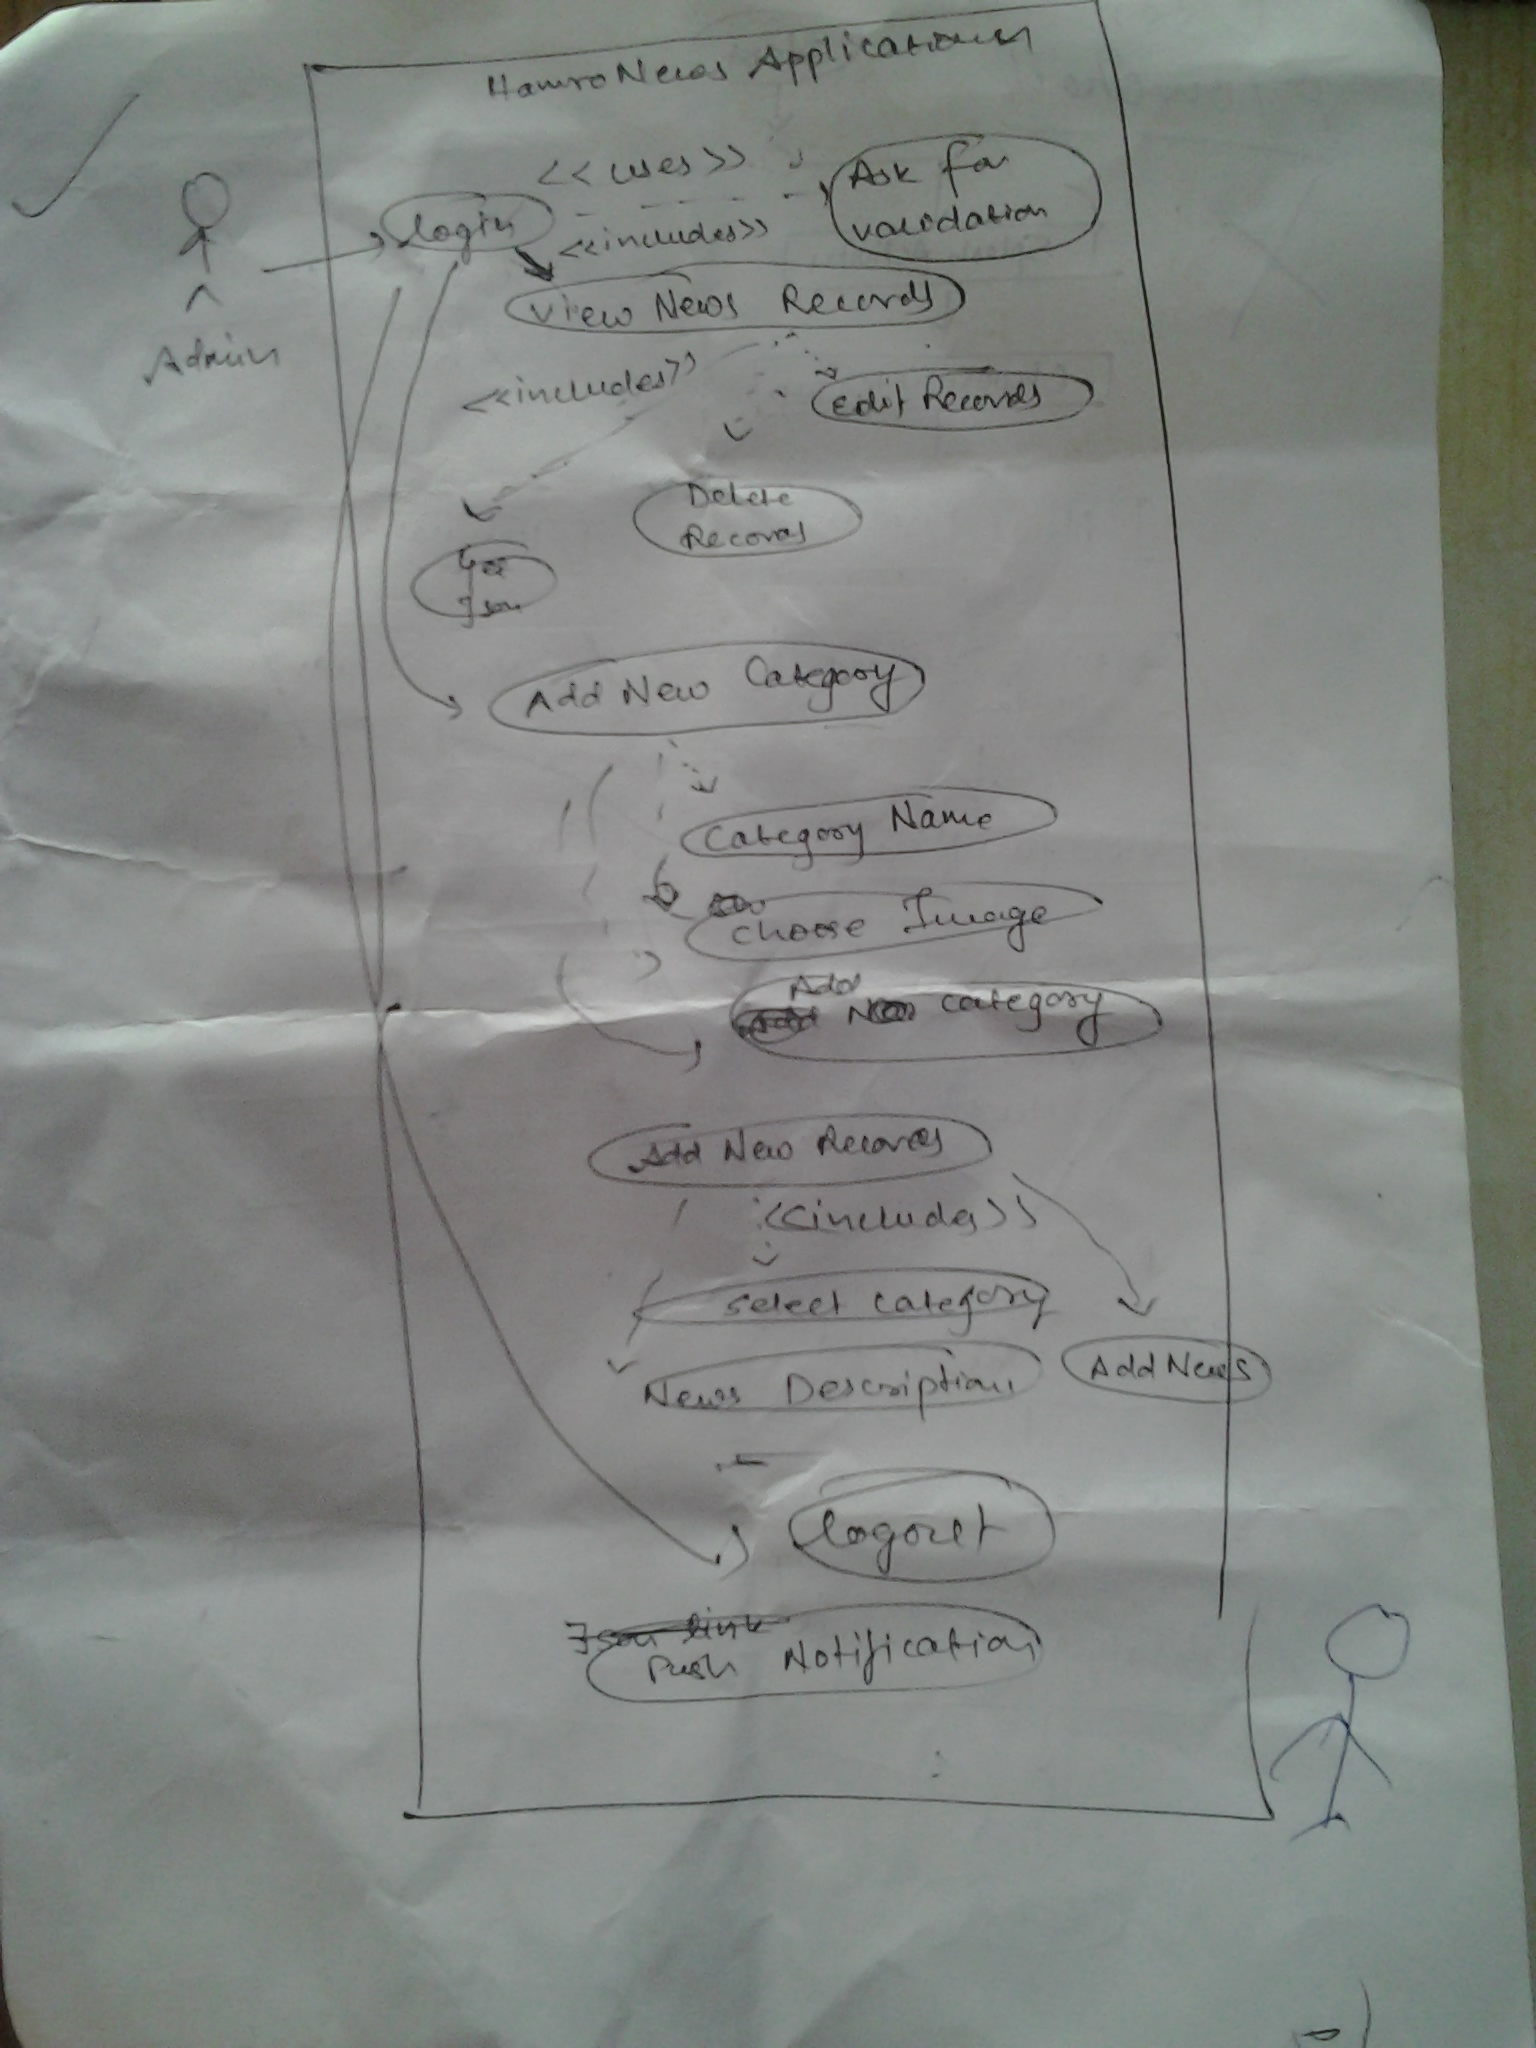 Hamro News Application
<<uses>>
Ask for
validation
login
<<includes>>
View News Records
Admin
<<includes>>
Edit Records
Delete
Records
Json
Add New Category
Category Name
Choose Image
Add
category
Add New Records
<<includes>>
select category
News Description
Add News
logout
Json link
Push Notification